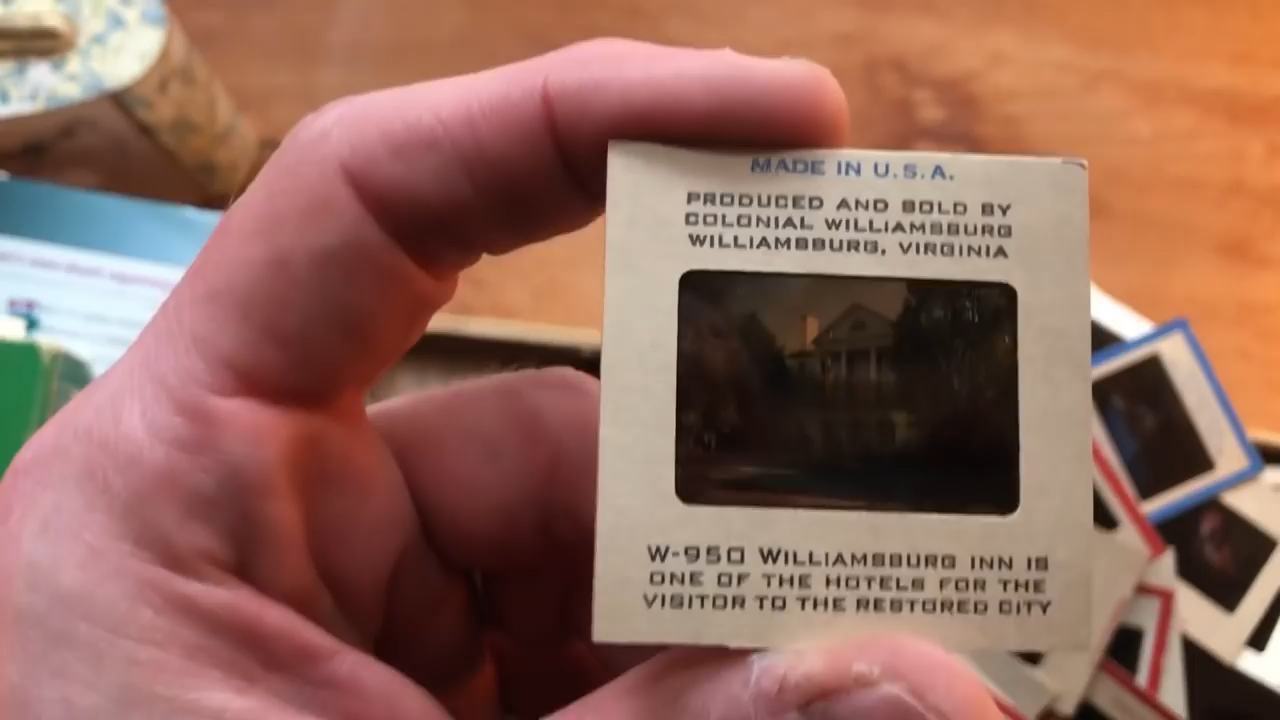 MADE IN U.S.A.
PRODUCED AND SOLD BY
COLONIAL WILLIAMSBURG
WILLIAMSBURG, VIRGINIA
W-950 WILLIAMSBURG INN IS
ONE OF THE HOTELS FOR THE
VISITOR TO THE RESTORED CITY